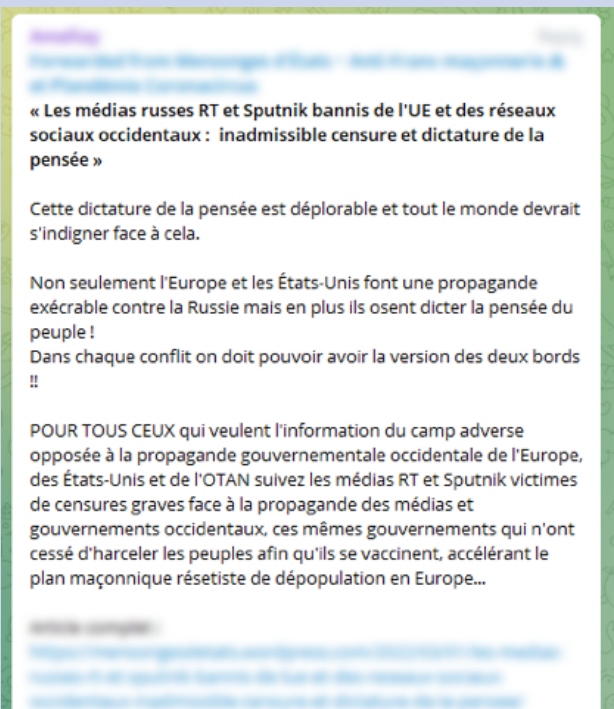 « Les médias russes RT et Sputnik bannis de l'UE et des réseaux
sociaux occidentaux :  inadmissible censure et dictature de la
pensée »
Cette dictature de la pensée est déplorable et tout le monde devrait
s'indigner face à cela.
Non seulement l'Europe et les États-Unis font une propagande
exécrable contre la Russie mais en plus ils osent dicter la pensée du
peuple !
Dans chaque conflit on doit pouvoir avoir la version des deux bords
!!
POUR TOUS CEUX qui veulent l'information du camp adverse
opposée à la propagande gouvernementale occidentale de l'Europe,
des États-Unis et de l'OTAN suivez les médias RT et Sputnik victimes
de censures graves face à la propagande des médias et
gouvernements occidentaux, ces mêmes gouvernements qui n'ont
cessé d'harceler les peuples afin qu'ils se vaccinent, accélérant le
plan maçonnique résetiste de dépopulation en Europe...